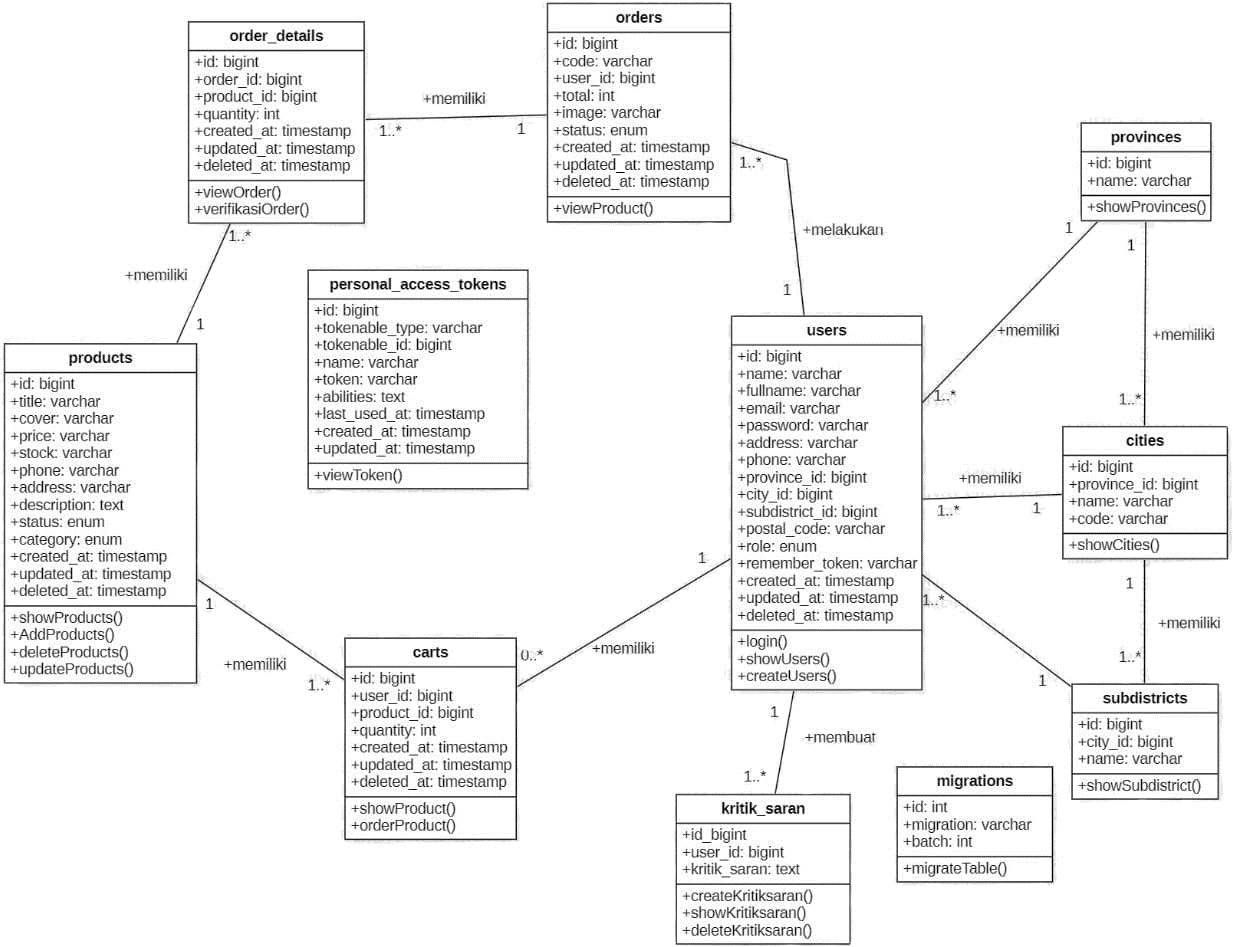 order_details
+id: bigint
+order_id: bigint
+product_id: bigint
+quantity: int
+created_at: timestamp
+updated_at: timestamp
+deleted_at: timestamp
+viewOrder()
+verifikasiOrder()
+memiliki
1..*
1
orders
+id: bigint
+code: varchar
+user_id: bigint
+total: int
+image: varchar
+status: enum
+created_at: timestamp
+updated_at: timestamp
+deleted_at: timestamp
+viewProduct()
1..*
+melakukan
1
provinces
+id: bigint
+name: varchar
+showProvinces()
1
1
+memiliki
+memiliki
1..*
1..*
1..*
+memiliki
1
personal_access_tokens
+id: bigint
+tokenable_type: varchar
+tokenable_id: bigint
+name: varchar
+token: varchar
+abilities: text
+last_used_at: timestamp
+created_at: timestamp
+updated_at: timestamp
+viewToken()
products
+id: bigint
+title: varchar
+cover: varchar
+price: varchar
+stock: varchar
+phone: varchar
+address: varchar
+description: text
+status: enum
+category: enum
+created_at: timestamp
+updated_at: timestamp
+deleted_at: timestamp
+showProducts()
+AddProducts()
+deleteProducts()
+updateProducts()
users
+id: bigint
+name: varchar
+fullname: varchar
+email: varchar
+password: varchar
+address: varchar
+phone: varchar
+province_id: bigint
+city_id: bigint
+subdistrict_id: bigint
+postal_code: varchar
+role: enum
+remember_token: varchar
+created_at: timestamp
+updated_at: timestamp
+deleted_at: timestamp
+login()
+showUsers()
+createUsers()
+memiliki
1..*
1
cities
+id: bigint
+province_id: bigint
+name: varchar
+code: varchar
+showCities()
1
+memiliki
1..*
1..*
1
subdistricts
+id: bigint
+city_id: bigint
+name: varchar
+showSubdistrict()
1
+memiliki
1..*
carts
+id: bigint
+user_id: bigint
+product_id: bigint
+quantity: int
+created_at: timestamp
+updated_at: timestamp
+deleted_at: timestamp
+showProduct()
+orderProduct()
1
0..*
+memiliki
1
+membuat
1..*
kritik_saran
+id_bigint
+user_id: bigint
+kritik_saran: text
+createKritiksaran()
+showKritiksaran()
+deleteKritiksaran()
migrations
+id: int
+migration: varchar
+batch: int
+migrateTable()